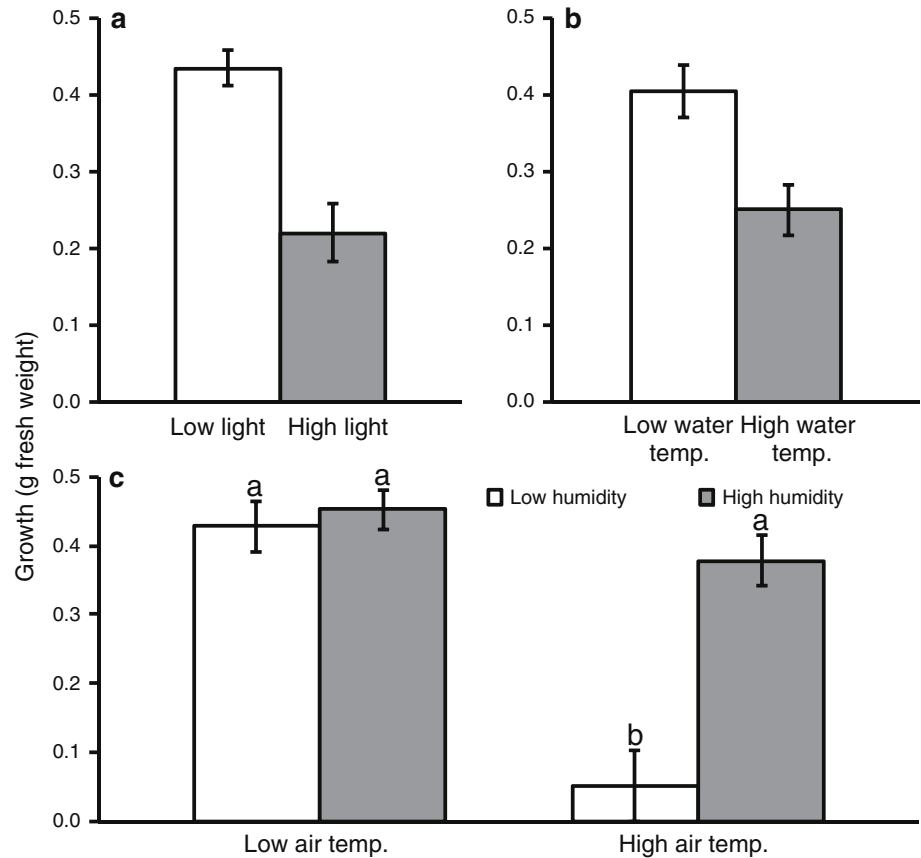 a
0.5
0.4
0.3
0.2
0.1
0.0
Low light High light
b
0.5
0.4
0.3
0.2
0.1
0.0
Low water High water
temp. temp.
Growth (g fresh weight)
c
0.5
0.4
0.3
0.2
0.1
0.0
a a
Low humidity High humidity
b a
Low air temp. High air temp.